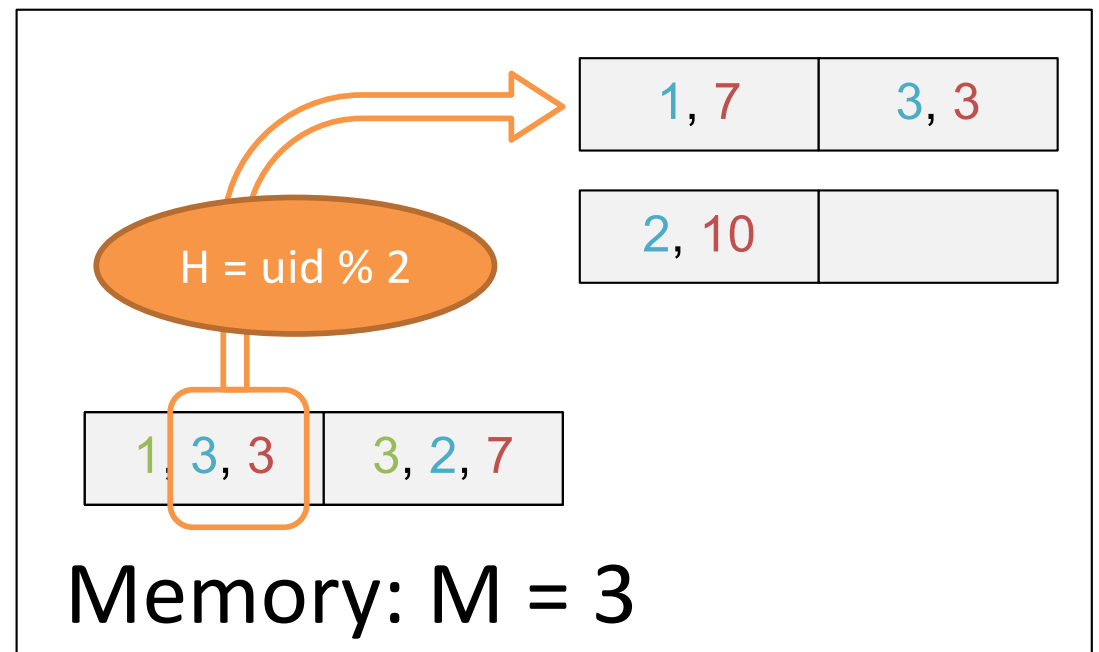 1, 7 3, 3
2, 10
H = uid % 2
1, 3, 3 3, 2, 7
Memory: M = 3